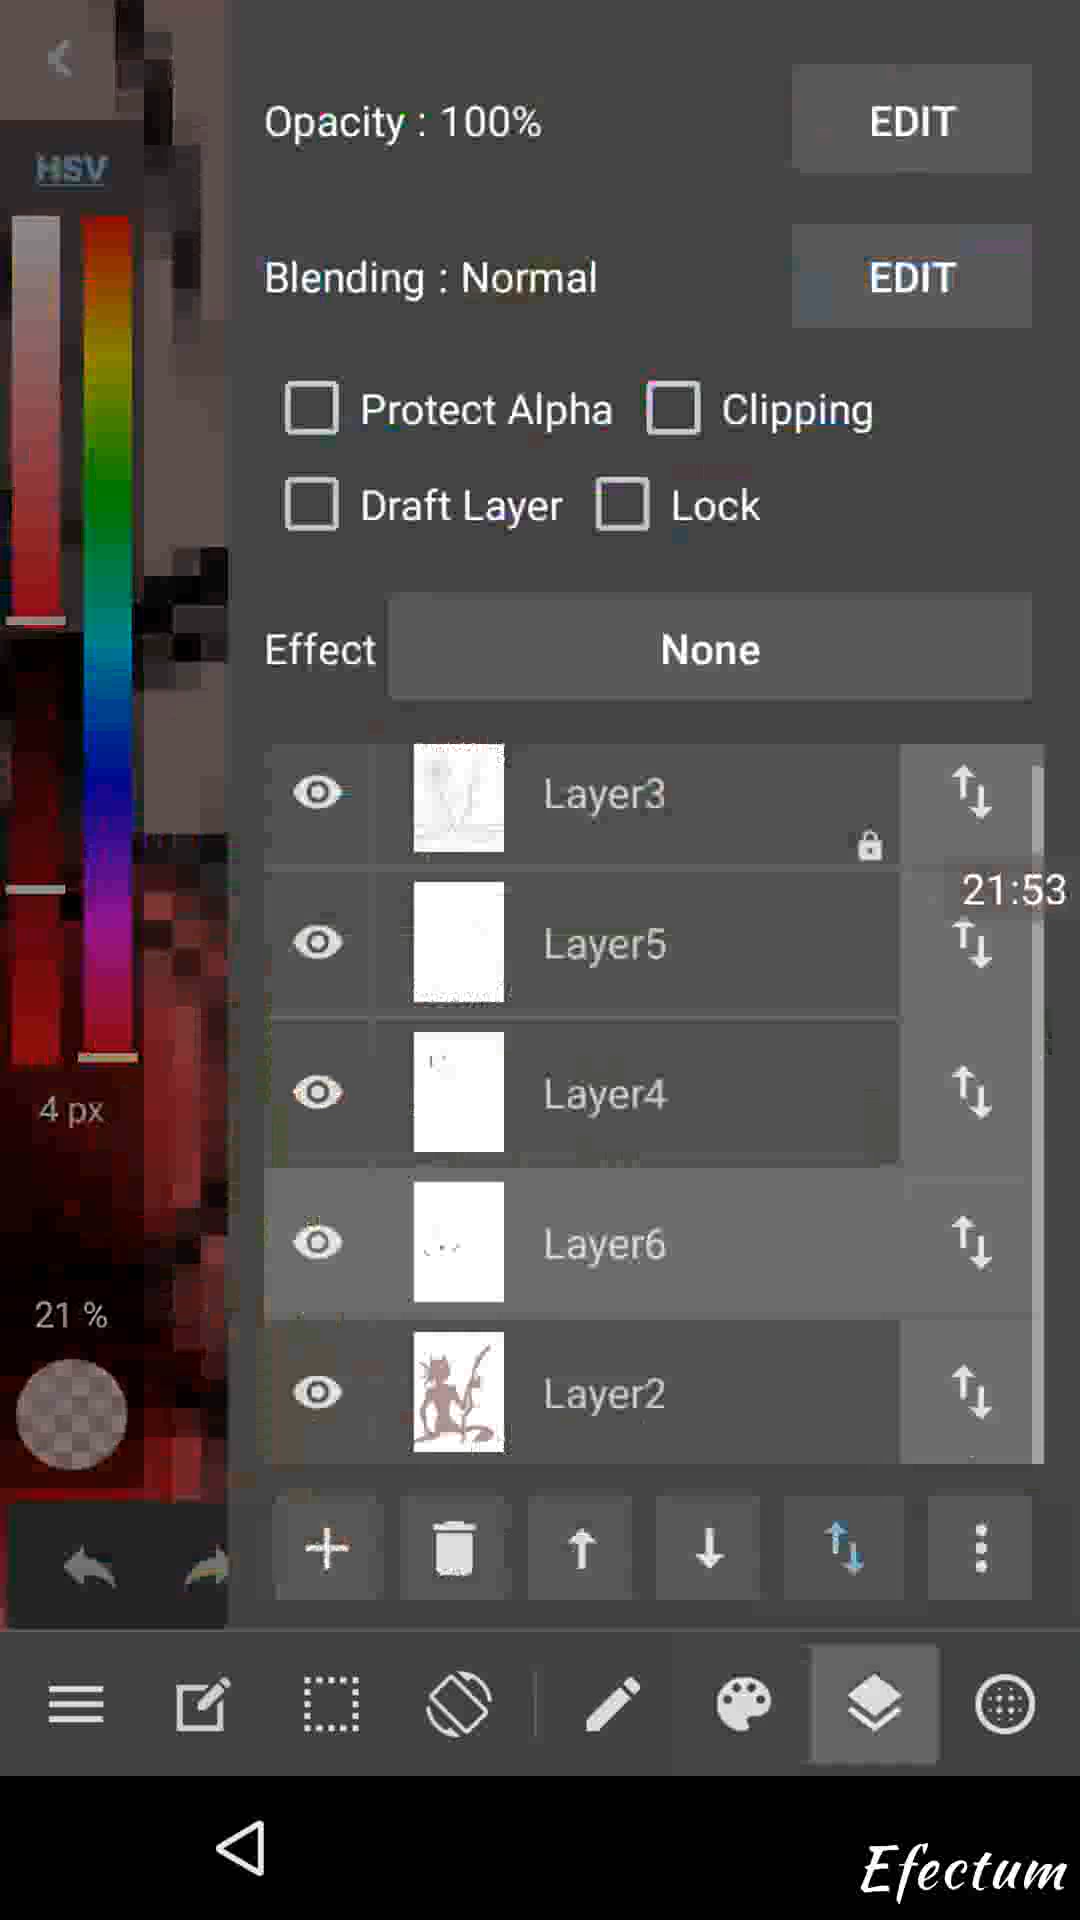 Opacity : 100%
EDIT
HSV
Blending : Normal
EDIT
Protect Alpha
Clipping
Draft Layer
Lock
Effect
None
Layer3
21:53
Layer5
Layer4
4 px
Layer6
21 %
Layer2
Efectum